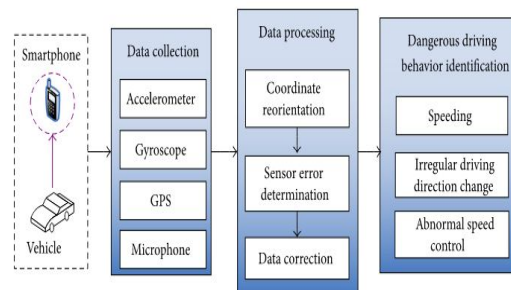 Smartphone
Vehicle
Data collection
Accelerometer
Gyroscope
GPS
Microphone
Data processing
Coordinate
reorientation
Sensor error
determination
Data correction
Dangerous driving
behavior identification
Speeding
Irregular driving
direction change
Abnormal speed
control